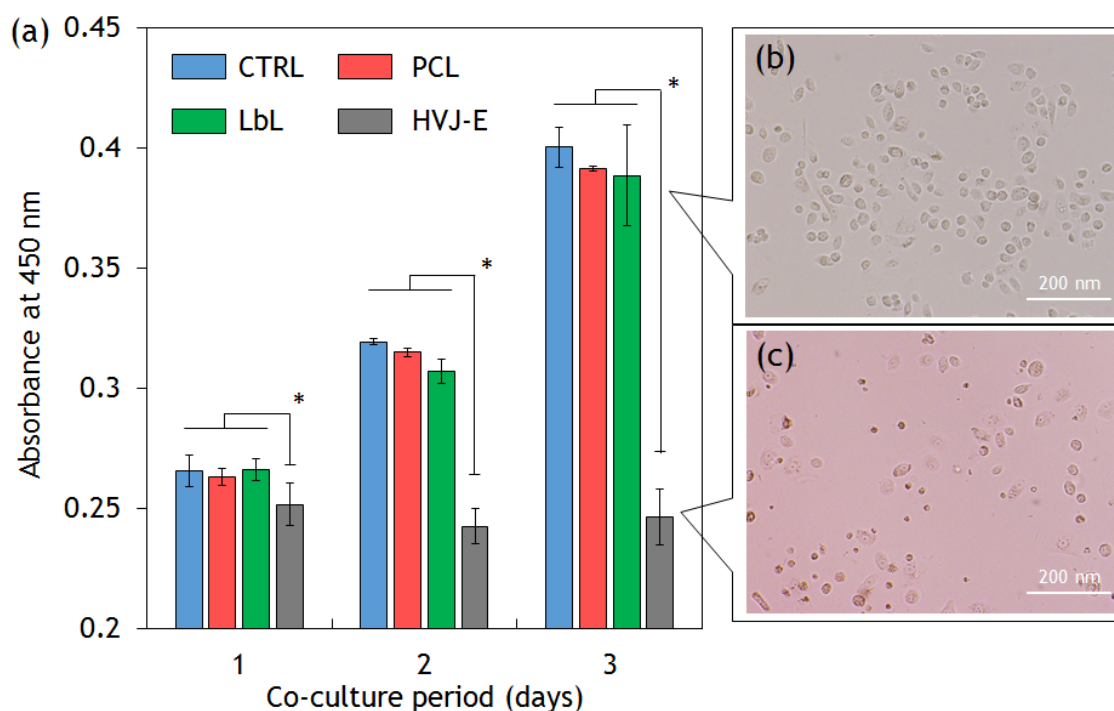 (a)
0.45
0.4
0.35
0.3
0.25
0.2
Absorbance at 450 nm
CTRL
PCL
LbL
HVJ-E
*
*
*
1
2
3
Co-culture period (days)
(b)
200 nm
(c)
200 nm